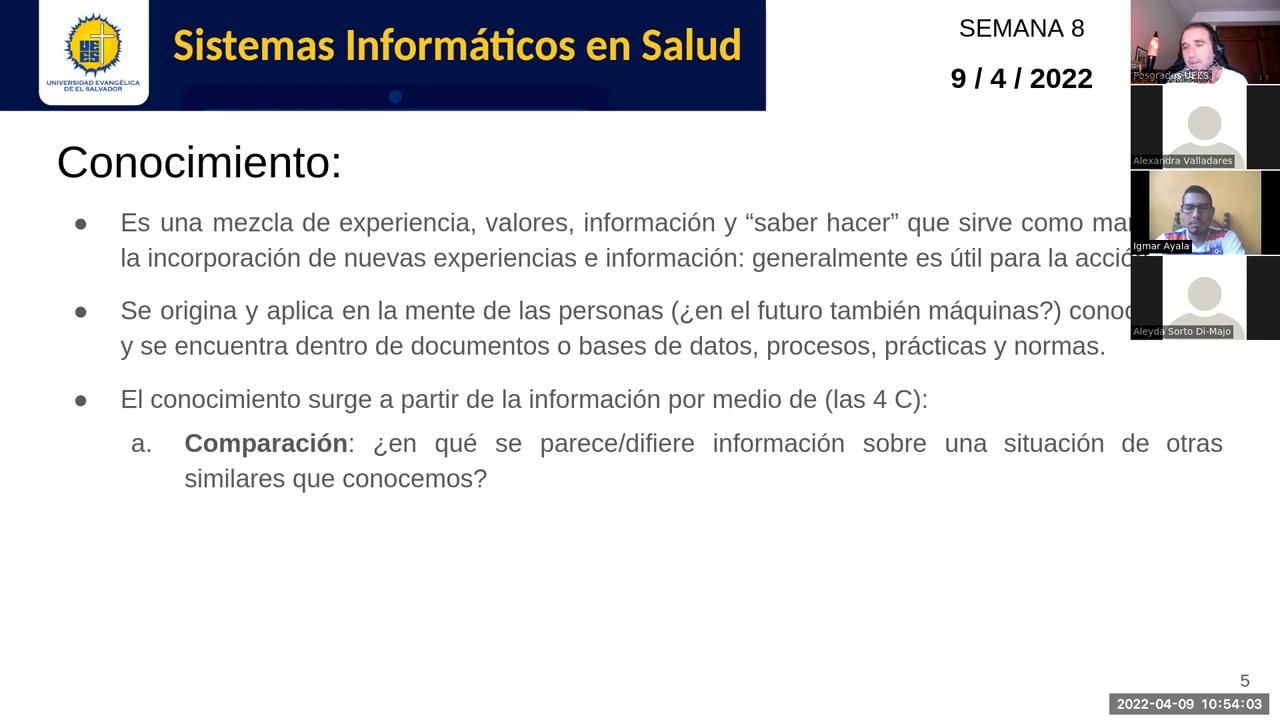 UNIVERSIDAD EVANGÉLICA
DE EL SALVADOR
Sistemas Informáticos en Salud
SEMANA 8
9 / 4 / 2022
Posgrados UEES
Alexandra Valladares
Igmar Ayala
Aleyda Sorto Di-Majo
Conocimiento:
● Es una mezcla de experiencia, valores, información y “saber hacer” que sirve como
la incorporación de nuevas experiencias e información: generalmente es útil para la
● Se origina y aplica en la mente de las personas (¿en el futuro también máquinas?)
y se encuentra dentro de documentos o bases de datos, procesos, prácticas y normas.
● El conocimiento surge a partir de la información por medio de (las 4 C):
a. Comparación: ¿en qué se parece/difiere información sobre una situación de otras
similares que conocemos?
5
2022-04-09 10:54:03